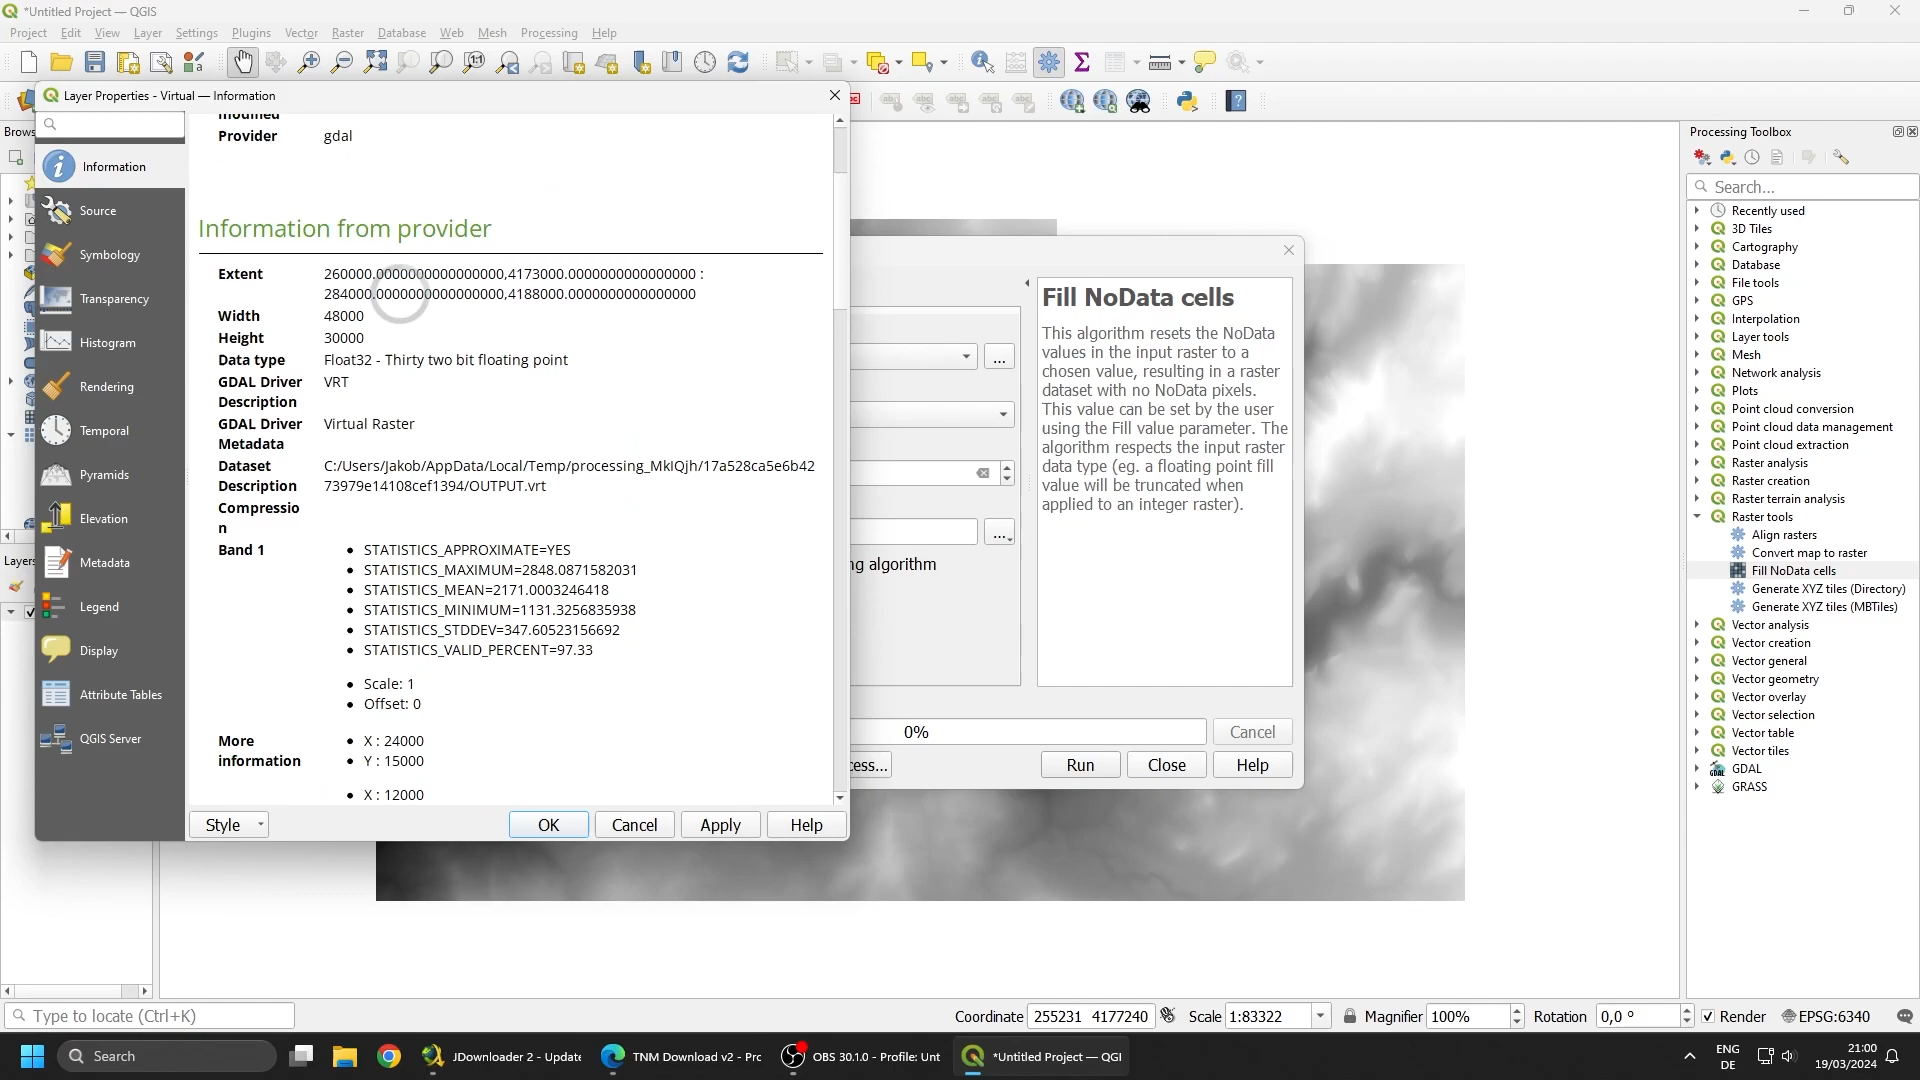 *Untitled Project — QGIS
Project Edit View Layer Settings Plugins Vector Raster Database Web Mesh Processing Help
Layer Properties - Virtual — Information
Information
Source
Symbology
Transparency
Histogram
Rendering
Temporal
Pyramids
Elevation
Metadata
Legend
Display
Attribute Tables
QGIS Server
modified
Provider gdal
Information from provider
Extent 260000.0000000000000000,4173000.0000000000000000 :
284000.0000000000000000,4188000.0000000000000000
Width 48000
Height 30000
Data type Float32 - Thirty two bit floating point
GDAL Driver VRT
Description
GDAL Driver Virtual Raster
Metadata
Dataset C:/Users/Jakob/AppData/Local/Temp/processing_MkIQjh/17a528ca5e6b42
Description 73979e14108cef1394/OUTPUT.vrt
Compressio
n
Band 1 • STATISTICS_APPROXIMATE=YES
• STATISTICS_MAXIMUM=2848.0871582031
• STATISTICS_MEAN=2171.0003246418
• STATISTICS_MINIMUM=1131.3256835938
• STATISTICS_STDDEV=347.60523156692
• STATISTICS_VALID_PERCENT=97.33
• Scale: 1
• Offset: 0
More • X: 24000
information • Y: 15000
• X: 12000
Style OK Cancel Apply Help
Brows
Layers
Fill NoData cells
This algorithm resets the NoData
values in the input raster to a
chosen value, resulting in a raster
dataset with no NoData pixels.
This value can be set by the user
using the Fill value parameter. The
algorithm respects the input raster
data type (eg. a floating point fill
value will be truncated when
applied to an integer raster).
...
...
ng algorithm
0% Cancel
cess... Run Close Help
Processing Toolbox
Search...
Recently used
3D Tiles
Cartography
Database
File tools
GPS
Interpolation
Layer tools
Mesh
Network analysis
Plots
Point cloud conversion
Point cloud data management
Point cloud extraction
Raster analysis
Raster creation
Raster terrain analysis
Raster tools
Align rasters
Convert map to raster
Fill NoData cells
Generate XYZ tiles (Directory)
Generate XYZ tiles (MBTiles)
Vector analysis
Vector creation
Vector general
Vector geometry
Vector overlay
Vector selection
Vector table
Vector tiles
GDAL
GRASS
Type to locate (Ctrl+K) Coordinate 255231 4177240 Scale 1:83322 Magnifier 100% Rotation 0,0 ° Render EPSG:6340
Search JDownloader 2 - Update TNM Download v2 - Prc OBS 30.1.0 - Profile: Unt *Untitled Project — QGI ENG 21:00
DE 19/03/2024